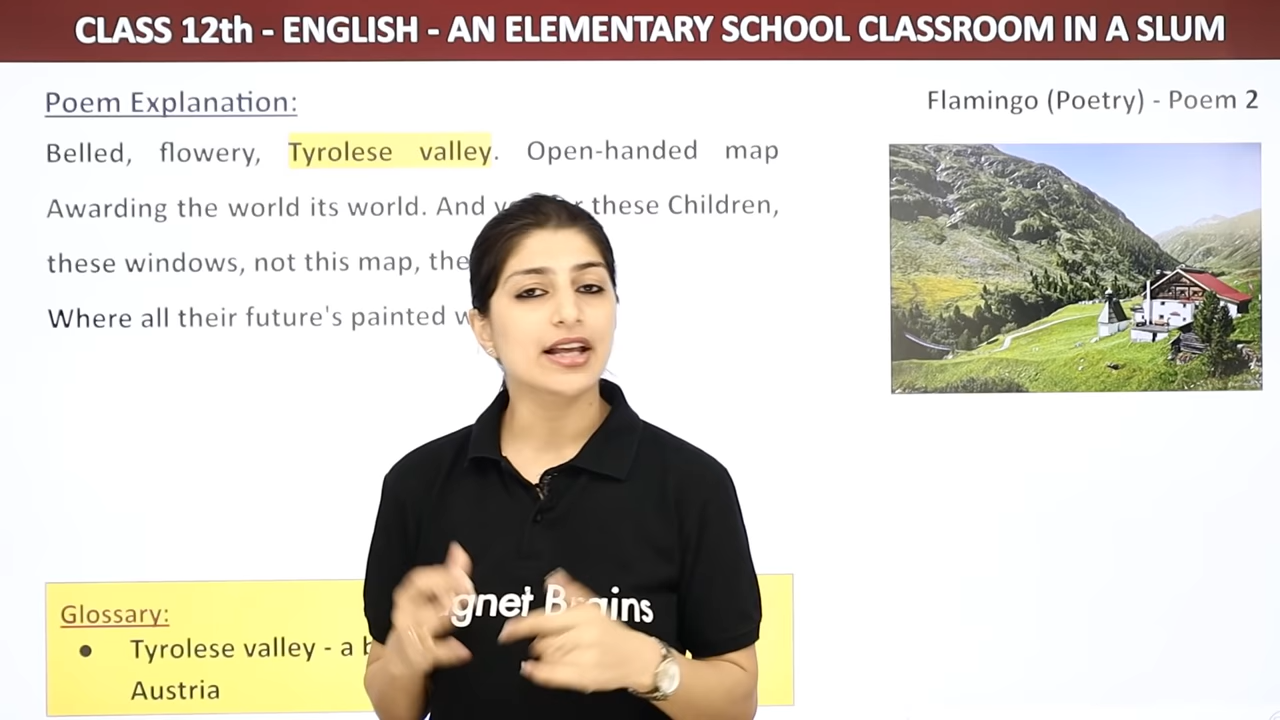 CLASS 12th - ENGLISH - AN ELEMENTARY SCHOOL CLASSROOM IN A SLUM
Poem Explanation:
Flamingo (Poetry) - Poem 2
Belled, flowery, Tyrolese valley. Open-handed map
Awarding the world its world. And these Children,
these windows, not this map,
Where all their future's painted
gnet Brains
Glossary:
● Tyrolese valley - a
Austria